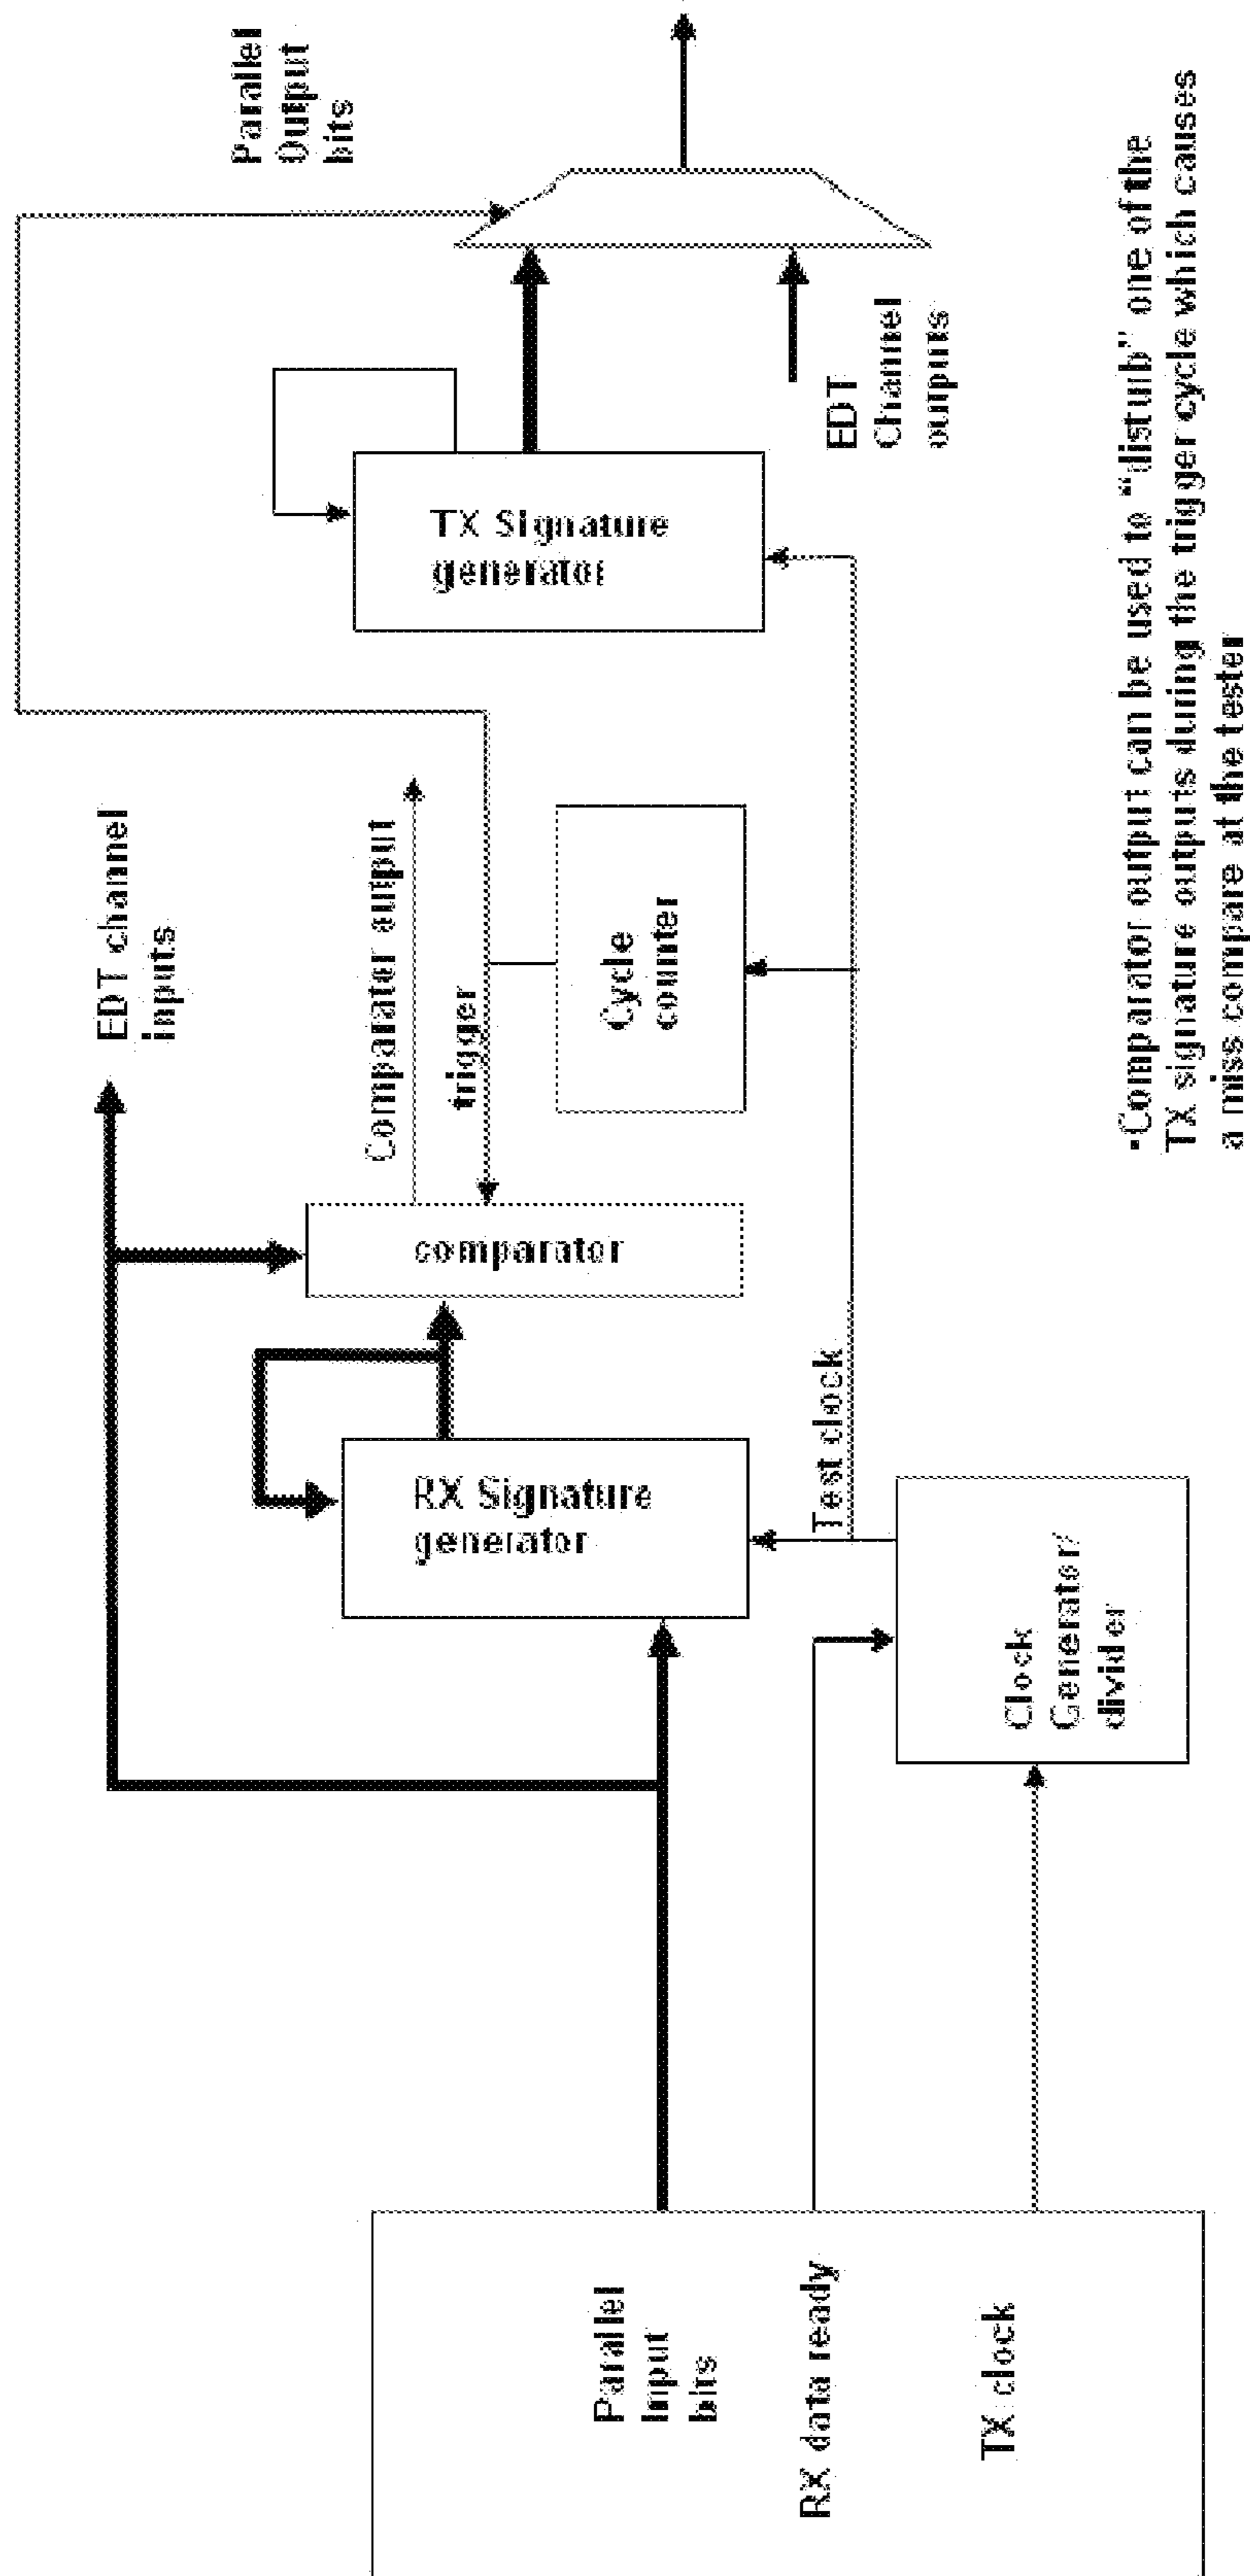 Parallel
Input
bits
RX data ready
TX clock
EDT channel
inputs
RX Signature
generator
Clock
Generator/
divider
Test clock
comparator
Comparator output
trigger
Cycle
counter
TX Signature
generator
EDT
Channel
outputs
Parallel
Output
bits
•Comparator output can be used to “disturb” one of the
TX signature outputs during the trigger cycle which causes
a miss compare at the tester